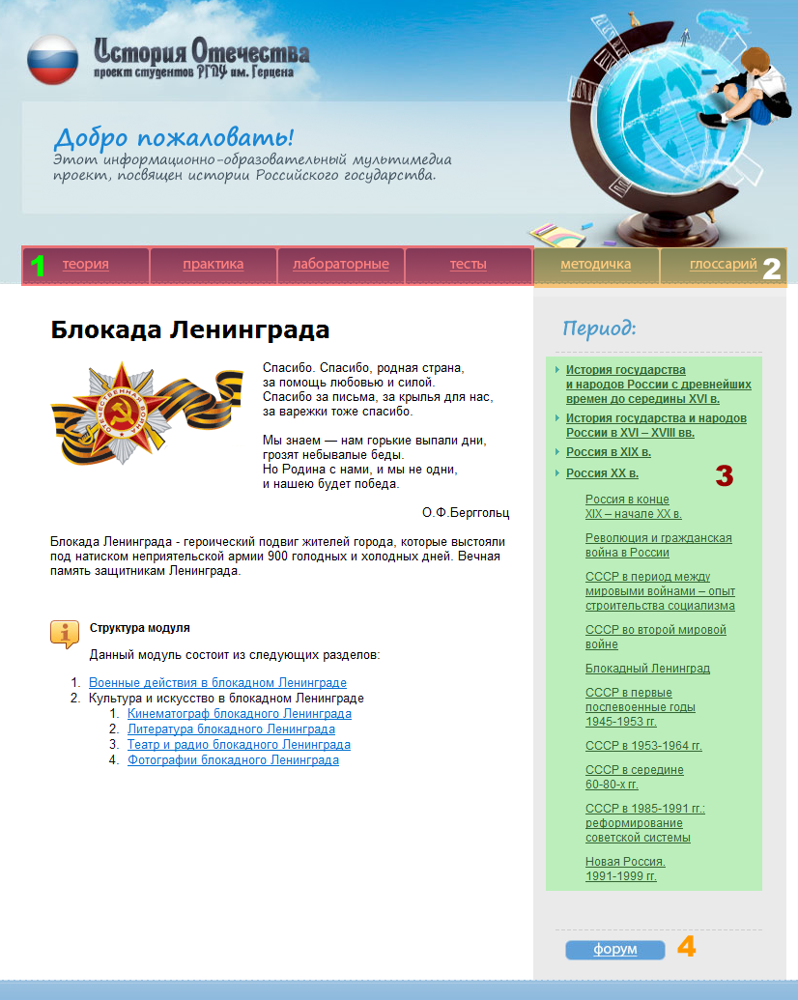 История Отечества
проект студентов РГПУ им. Герцена
Добро пожаловать!
Этот информационно-образовательный мультимедиа
проект, посвящен истории Российского государства.
1 теория практика лабораторные тесты методичка глоссарий 2
Блокада Ленинграда
ОТЕЧЕСТВЕННАЯ ВОЙНА
Спасибо. Спасибо, родная страна,
за помощь любовью и силой.
Спасибо за письма, за крылья для нас,
за варежки тоже спасибо.
Мы знаем — нам горькие выпали дни,
грозят небывалые беды.
Но Родина с нами, и мы не одни,
и нашею будет победа.
О.Ф.Берггольц
Блокада Ленинграда - героический подвиг жителей города, которые выстояли
под натиском неприятельской армии 900 голодных и холодных дней. Вечная
память защитникам Ленинграда.
Структура модуля
Данный модуль состоит из следующих разделов:
1. Военные действия в блокадном Ленинграде
2. Культура и искусство в блокадном Ленинграде
1. Кинематограф блокадного Ленинграда
2. Литература блокадного Ленинграда
3. Театр и радио блокадного Ленинграда
4. Фотографии блокадного Ленинграда
Период:
История государства
и народов России с древнейших
времен до середины XVI в.
История государства и народов
России в XVI – XVIII вв.
Россия в XIX в.
Россия XX в.
3
Россия в конце
XIX – начале XX в.
Революция и гражданская
война в России
СССР в период между
мировыми войнами – опыт
строительства социализма
СССР во второй мировой
войне
Блокадный Ленинград
СССР в первые
послевоенные годы
1945-1953 гг.
СССР в 1953-1964 гг.
СССР в середине
60-80-х гг.
СССР в 1985-1991 гг.:
реформирование
советской системы
Новая Россия.
1991-1999 гг.
форум 4